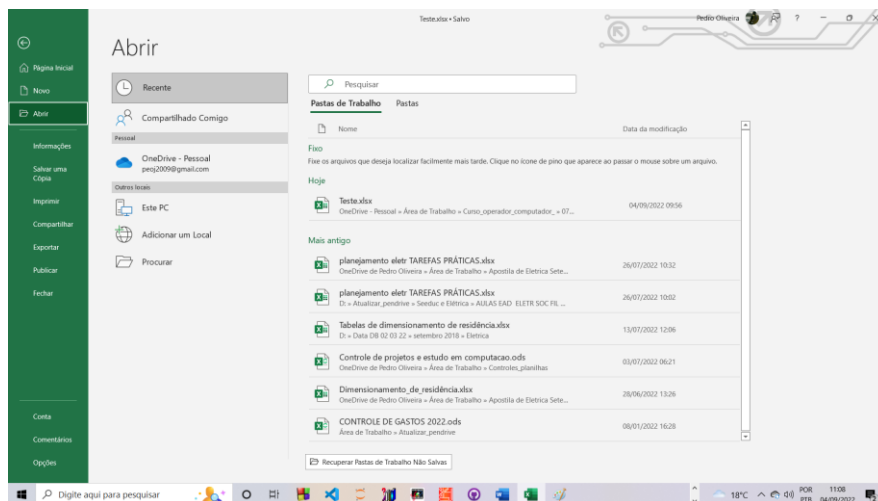 Teste.xlsx • Salvo
Pedro Oliveira
?
Abrir
Página Inicial
Novo
Abrir
Informações
Salvar uma
Cópia
Imprimir
Compartilhar
Exportar
Publicar
Fechar
Conta
Comentários
Opções
Recente
Compartilhado Comigo
Pessoal
OneDrive - Pessoal
peoj2009@gmail.com
Outros locais
Este PC
Adicionar um Local
Procurar
Pesquisar
Pastas de Trabalho Pastas
Nome Data da modificação
Fixo
Fixe os arquivos que deseja localizar facilmente mais tarde. Clique no ícone de pino que aparece ao passar o mouse sobre um arquivo.
Hoje
Teste.xlsx
OneDrive - Pessoal » Área de Trabalho » Curso_operador_computador_ » 07...
04/09/2022 09:56
Mais antigo
planejamento eletr TAREFAS PRÁTICAS.xlsx
OneDrive de Pedro Oliveira » Área de Trabalho » Apostila de Eletrica Sete...
26/07/2022 10:32
planejamento eletr TAREFAS PRÁTICAS.xlsx
D: » Atualizar_pendrive » Seeduc e Elétrica » AULAS EAD ELETR SOC FIL ...
26/07/2022 10:02
Tabelas de dimensionamento de residência.xlsx
D: » Data DB 02 03 22 » setembro 2018 » Eletrica
13/07/2022 12:06
Controle de projetos e estudo em computacao.ods
OneDrive de Pedro Oliveira » Área de Trabalho » Controles_planilhas
03/07/2022 06:21
Dimensionamento_de_residência.xlsx
OneDrive de Pedro Oliveira » Área de Trabalho » Apostila de Eletrica Sete...
28/06/2022 13:26
CONTROLE DE GASTOS 2022.ods
Área de Trabalho » Atualizar_pendrive
08/01/2022 16:28
Recuperar Pastas de Trabalho Não Salvas
Digite aqui para pesquisar
18°C
POR
PTB
11:08
04/09/2022